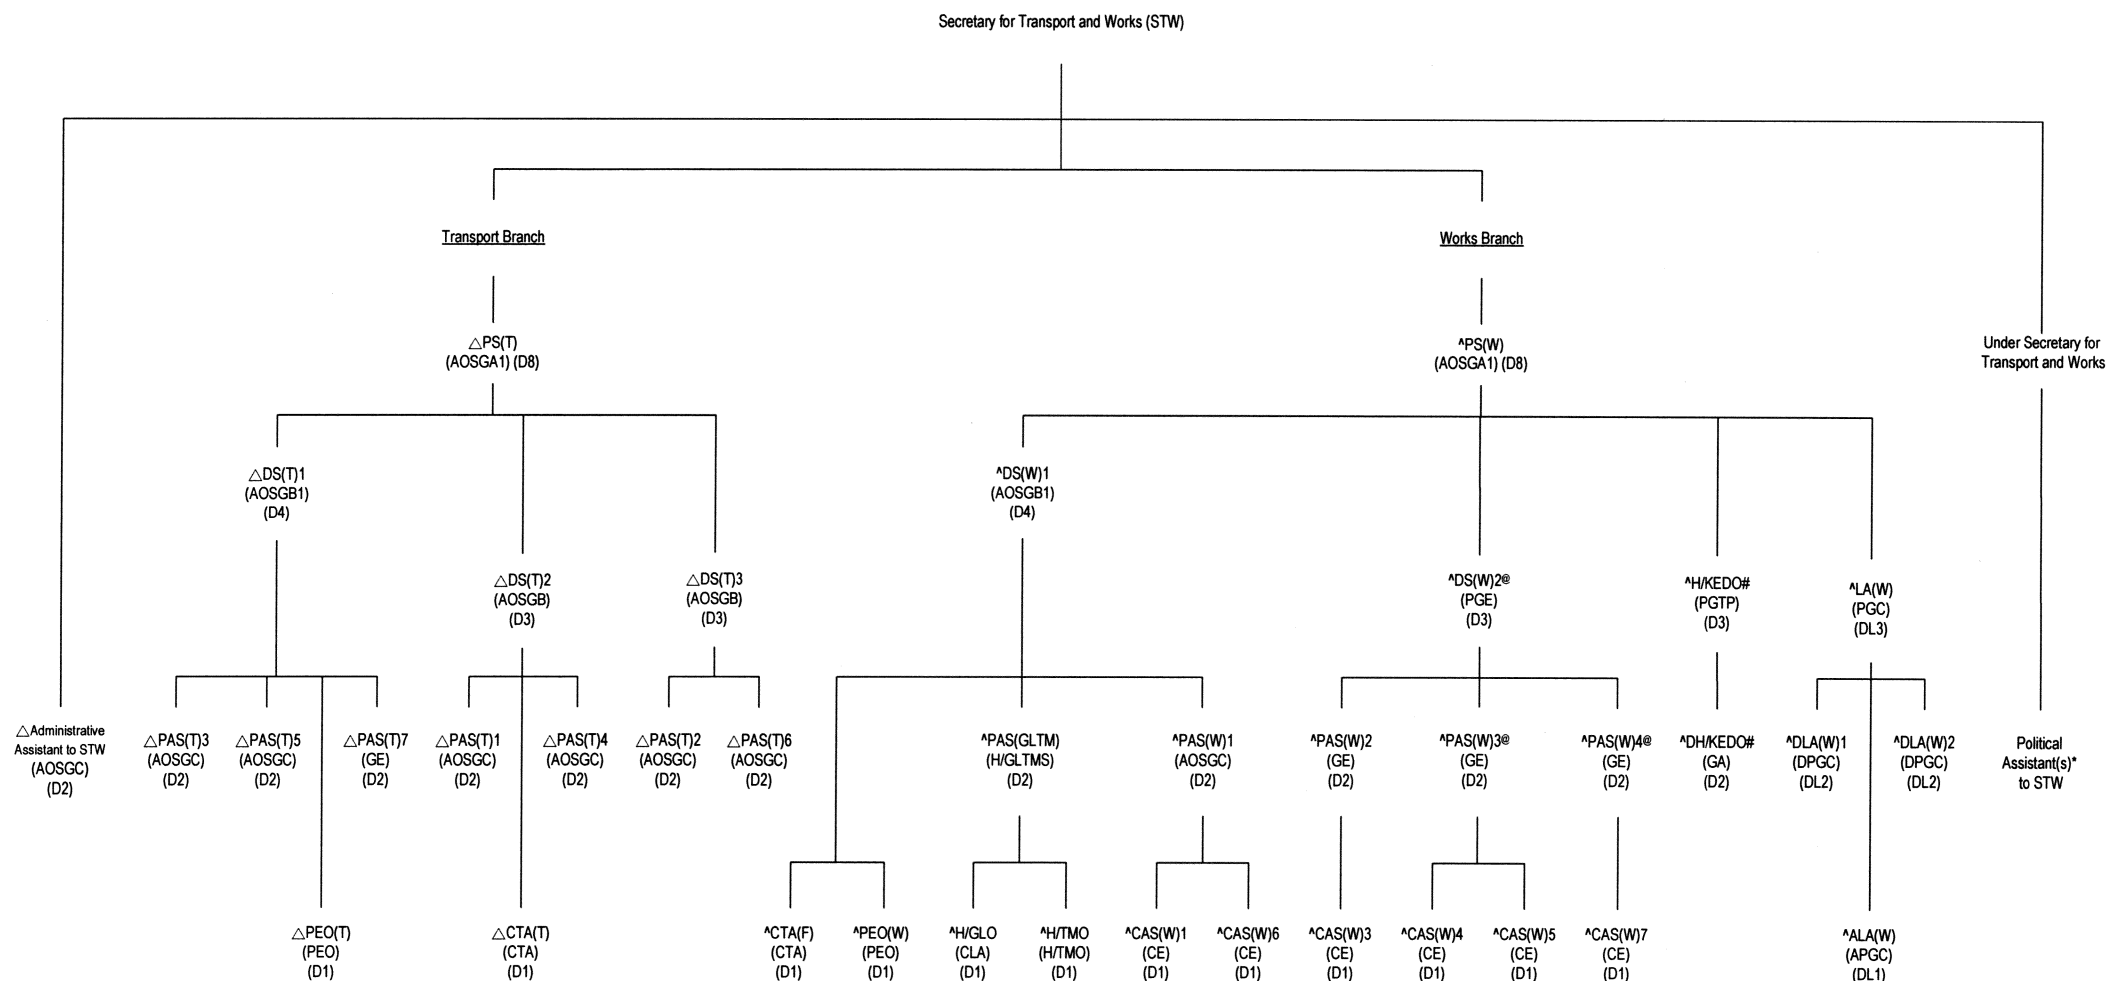 Secretary for Transport and Works (STW)
Transport Branch
Works Branch
△PS(T)
(AOSGA1) (D8)
^PS(W)
(AOSGA1) (D8)
Under Secretary for
Transport and Works
△DS(T)1
(AOSGB1)
(D4)
^DS(W)1
(AOSGB1)
(D4)
△DS(T)2
(AOSGB)
(D3)
△DS(T)3
(AOSGB)
(D3)
^DS(W)2@
(PGE)
(D3)
^H/KEDO#
(PGTP)
(D3)
^LA(W)
(PGC)
(DL3)
△Administrative
Assistant to STW
(AOSGC)
(D2)
△PAS(T)3
(AOSGC)
(D2)
△PAS(T)5
(AOSGC)
(D2)
△PAS(T)7
(GE)
(D2)
△PAS(T)1
(AOSGC)
(D2)
△PAS(T)4
(AOSGC)
(D2)
△PAS(T)2
(AOSGC)
(D2)
△PAS(T)6
(AOSGC)
(D2)
^PAS(GLTM)
(H/GLTMS)
(D2)
^PAS(W)1
(AOSGC)
(D2)
^PAS(W)2
(GE)
(D2)
^PAS(W)3@
(GE)
(D2)
^PAS(W)4@
(GE)
(D2)
^DH/KEDO#
(GA)
(D2)
^DLA(W)1
(DPGC)
(DL2)
^DLA(W)2
(DPGC)
(DL2)
Political
Assistant(s)*
to STW
△PEO(T)
(PEO)
(D1)
△CTA(T)
(CTA)
(D1)
^CTA(F)
(CTA)
(D1)
^PEO(W)
(PEO)
(D1)
^H/GLO
(CLA)
(D1)
^H/TMO
(H/TMO)
(D1)
^CAS(W)1
(CE)
(D1)
^CAS(W)6
(CE)
(D1)
^CAS(W)3
(CE)
(D1)
^CAS(W)4
(CE)
(D1)
^CAS(W)5
(CE)
(D1)
^CAS(W)7
(CE)
(D1)
^ALA(W)
(APGC)
(DL1)